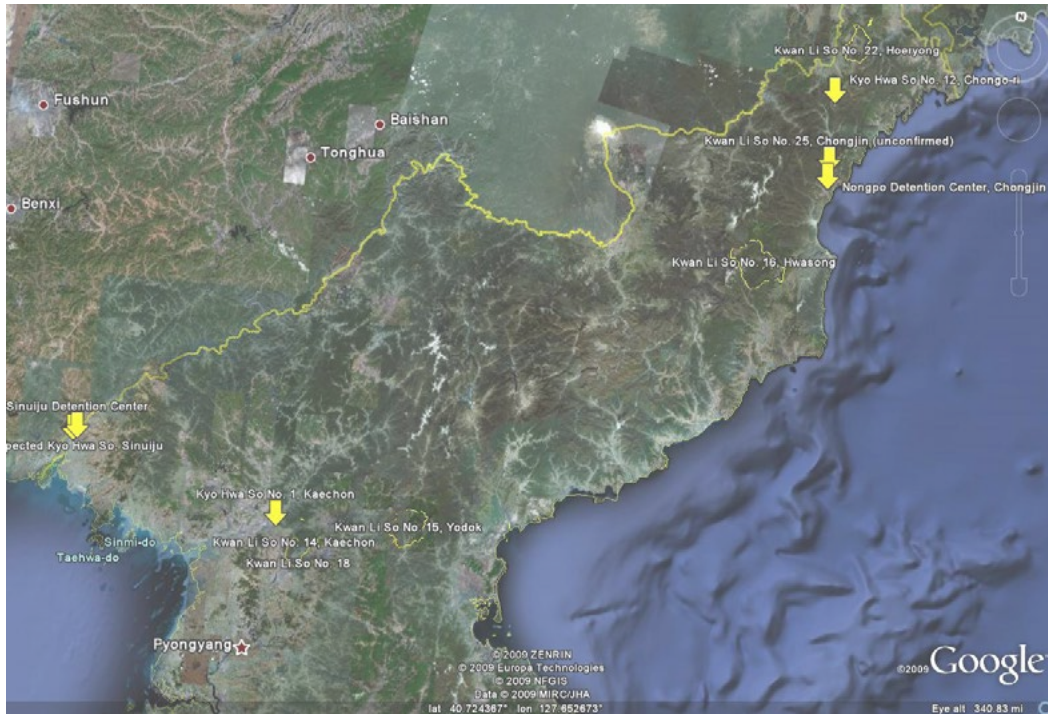 N
Kwan Li So No. 22, Hoeryong
Kyo Hwa So No. 12, Chongo-ri
Fushun
Baishan
Kwan Li So No. 25, Chongjin (unconfirmed)
Tonghua
Nongpo Detention Center, Chongjin
Benxi
Kwan Li So No. 16, Hwasong
Sinuiju Detention Center
pected Kyo Hwa So, Sinuiju
Kyo Hwa So No. 1, Kaechon
Kwan Li So No. 15, Yodok
Sinmi-do
Kwan Li So No. 14, Kaechon
Taehwa-do
Kwan Li So No. 18
Pyongyang
© 2009 ZENRIN
© 2009 Europa Technologies
© 2009 NFGIS
Data © 2009 MIRC/JHA
©2009 Google
lat 40.724367° lon 127.652673°
Eye alt 340.83 mi